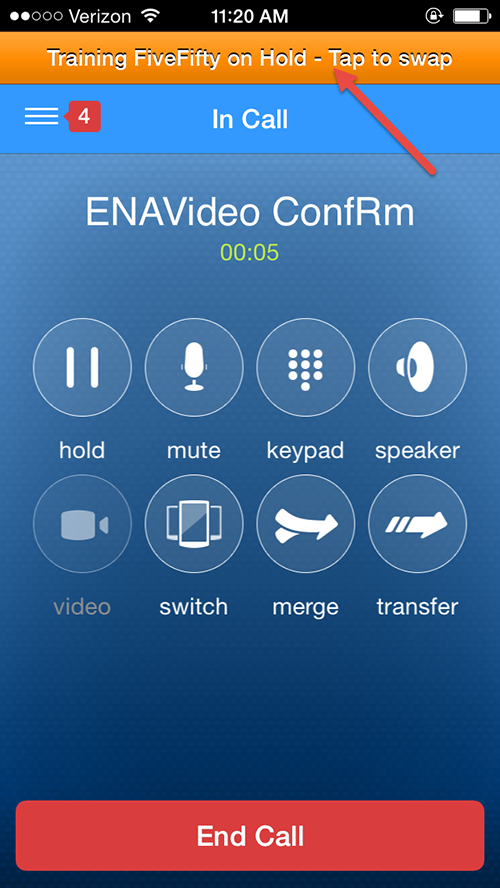 Verizon 11:20 AM
Training FiveFifty on Hold - Tap to swap
4 In Call
ENAVideo ConfRm
00:05
hold mute keypad speaker
video switch merge transfer
End Call